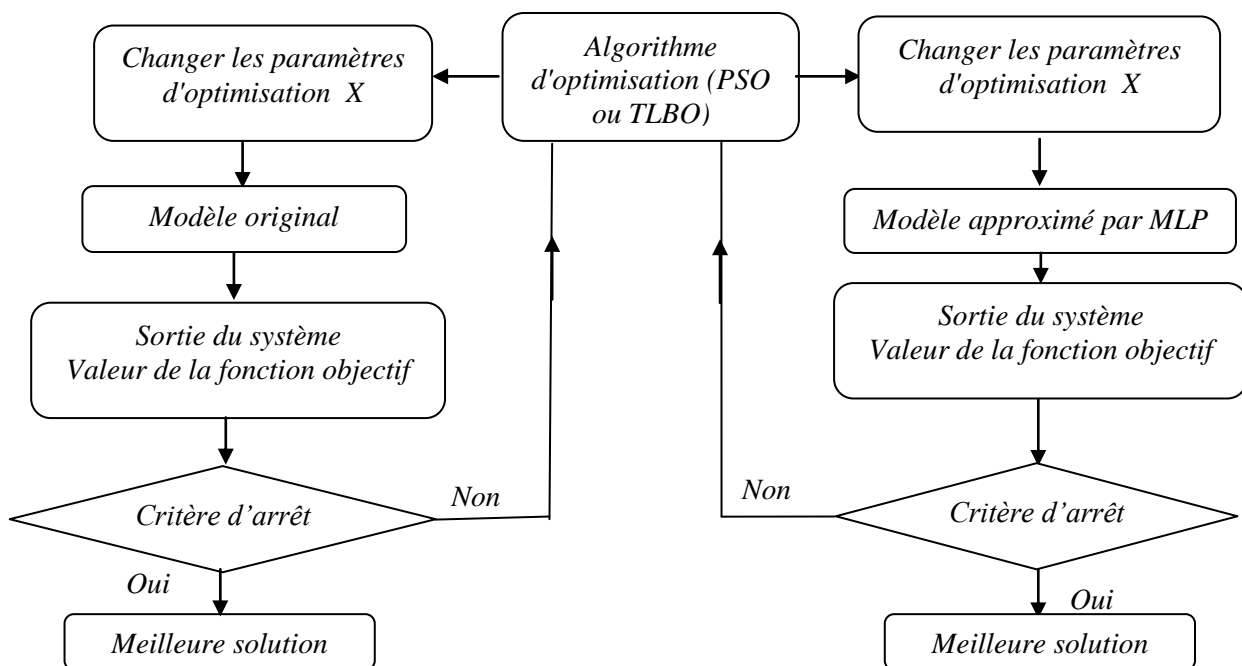 Changer les paramètres
d'optimisation X
Algorithme
d'optimisation (PSO
ou TLBO)
Changer les paramètres
d'optimisation X
Modèle original
Modèle approximé par MLP
Sortie du système
Valeur de la fonction objectif
Sortie du système
Valeur de la fonction objectif
Critère d’arrêt
Non
Non
Critère d’arrêt
Oui
Oui
Meilleure solution
Meilleure solution